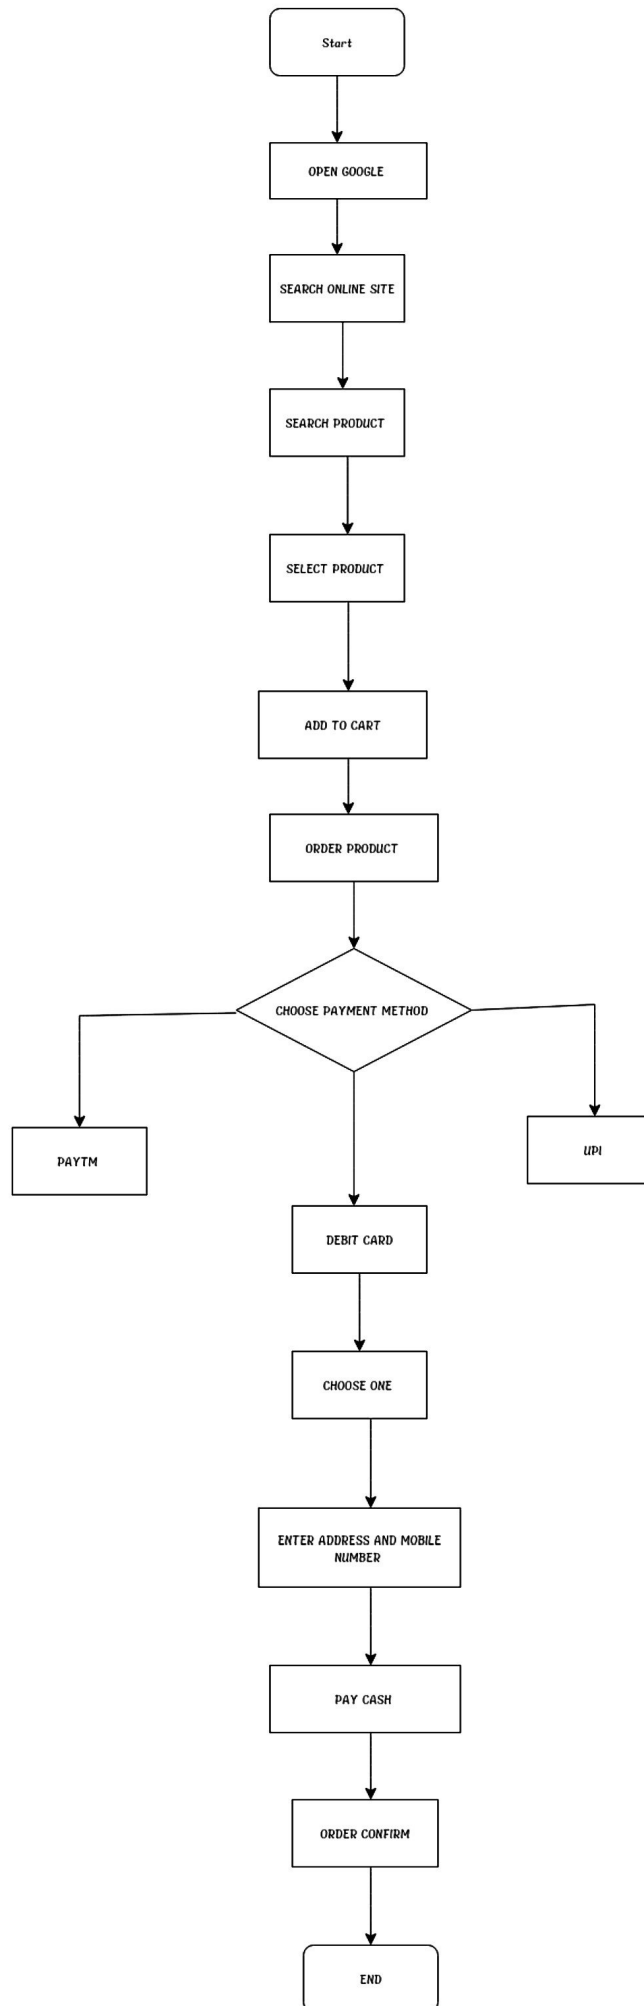 Start
OPEN GOOGLE
SEARCH ONLINE SITE
SEARCH PRODUCT
SELECT PRODUCT
ADD TO CART
ORDER PRODUCT
CHOOSE PAYMENT METHOD
PAYTM
UPI
DEBIT CARD
CHOOSE ONE
ENTER ADDRESS AND MOBILE
NUMBER
PAY CASH
ORDER CONFIRM
END